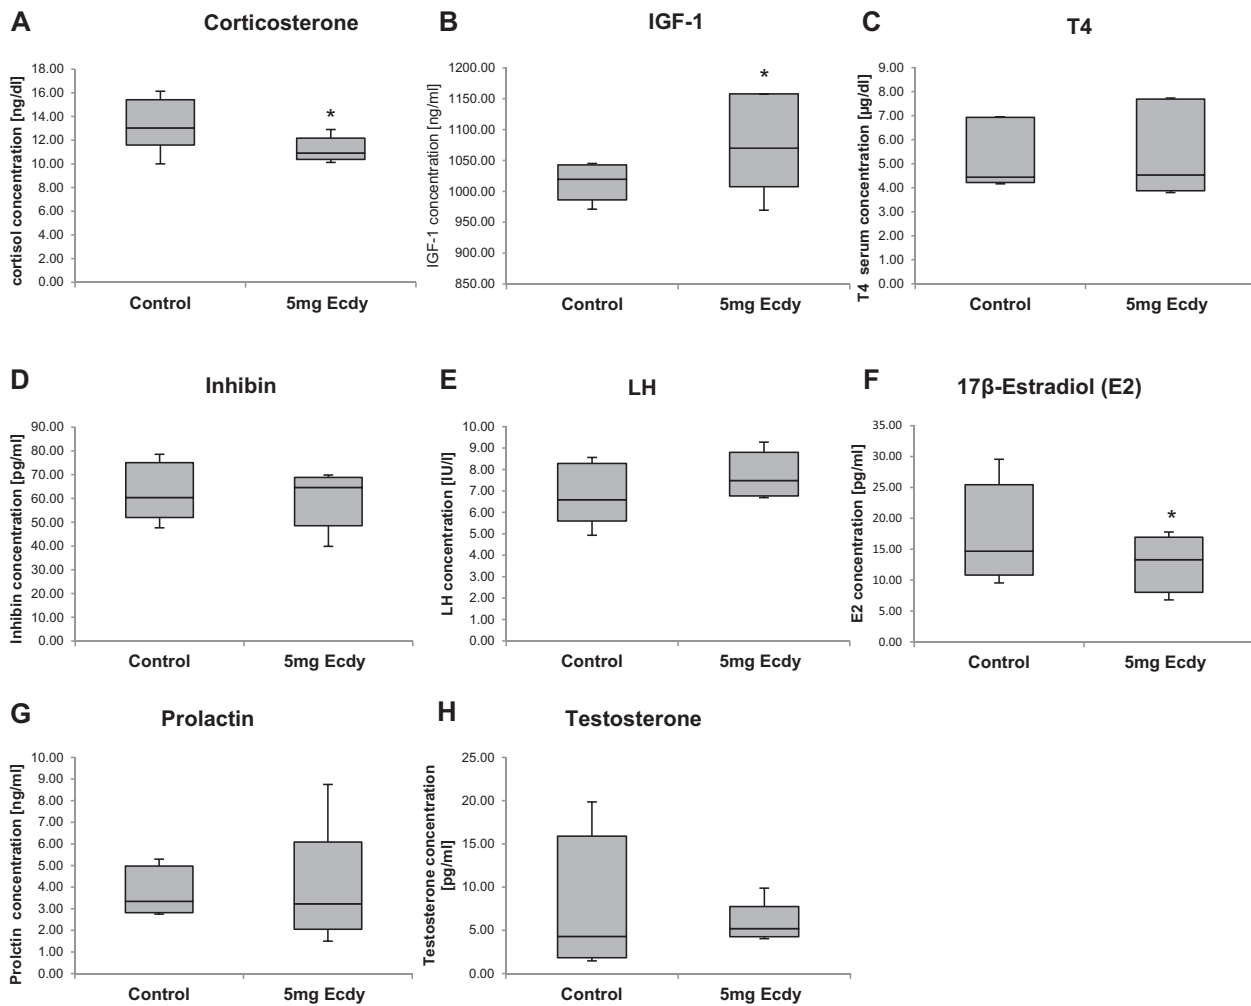 A
Corticosterone
cortisol concentration [ng/dl]
18.00
16.00
14.00
12.00
10.00
8.00
6.00
4.00
2.00
0.00
*
Control
5mg Ecdy
B
IGF-1
IGF-1 concentration [ng/ml]
1200.00
1150.00
1100.00
1050.00
1000.00
950.00
900.00
850.00
*
Control
5mg Ecdy
C
T4
T4 serum concentration [µg/dl]
9.00
8.00
7.00
6.00
5.00
4.00
3.00
2.00
1.00
0.00
Control
5mg Ecdy
D
Inhibin
Inhibin concentration [pg/ml]
90.00
80.00
70.00
60.00
50.00
40.00
30.00
20.00
10.00
0.00
Control
5mg Ecdy
E
LH
LH concentration [IU/l]
10.00
9.00
8.00
7.00
6.00
5.00
4.00
3.00
2.00
1.00
0.00
Control
5mg Ecdy
F
17β-Estradiol (E2)
E2 concentration [pg/ml]
35.00
30.00
25.00
20.00
15.00
10.00
5.00
0.00
*
Control
5mg Ecdy
G
Prolactin
Prolctin concentration [ng/ml]
10.00
9.00
8.00
7.00
6.00
5.00
4.00
3.00
2.00
1.00
0.00
Control
5mg Ecdy
H
Testosterone
Testosterone concentration
[pg/ml]
25.00
20.00
15.00
10.00
5.00
0.00
Control
5mg Ecdy